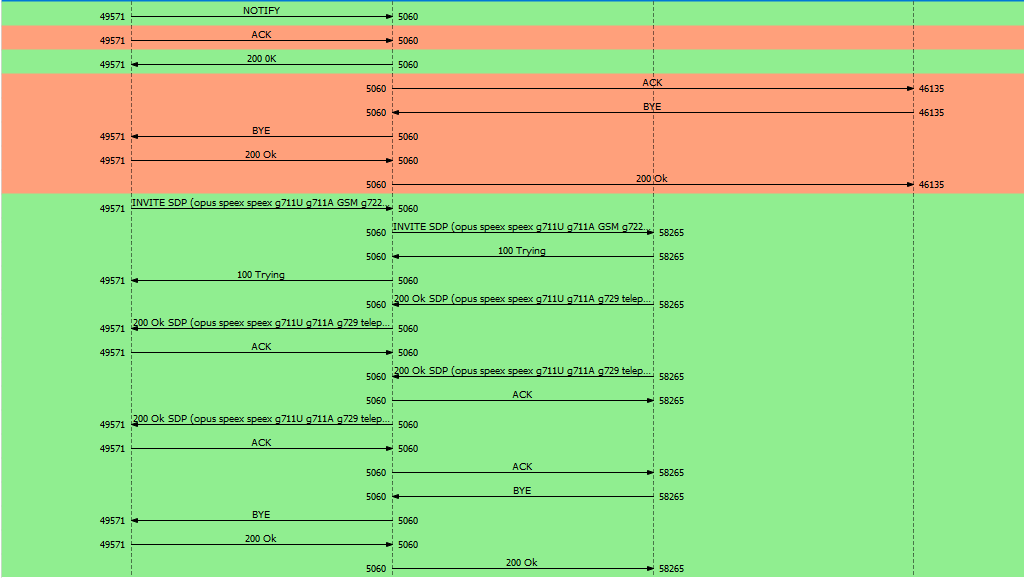 NOTIFY
49571 5060
ACK
49571 5060
200 OK
49571 5060
ACK
5060 46135
BYE
5060 46135
BYE
49571 5060
200 Ok
49571 5060
200 Ok
5060 46135
INVITE SDP (opus speex speex g711U g711A GSM g722...
49571 5060
INVITE SDP (opus speex speex g711U g711A GSM g722...
5060 58265
100 Trying
5060 58265
100 Trying
49571 5060
200 Ok SDP (opus speex speex g711U g711A g729 telep...
5060 58265
200 Ok SDP (opus speex speex g711U g711A g729 telep...
49571 5060
ACK
49571 5060
200 Ok SDP (opus speex speex g711U g711A g729 telep...
5060 58265
ACK
5060 58265
200 Ok SDP (opus speex speex g711U g711A g729 telep...
49571 5060
ACK
49571 5060
ACK
5060 58265
BYE
5060 58265
BYE
49571 5060
200 Ok
49571 5060
200 Ok
5060 58265